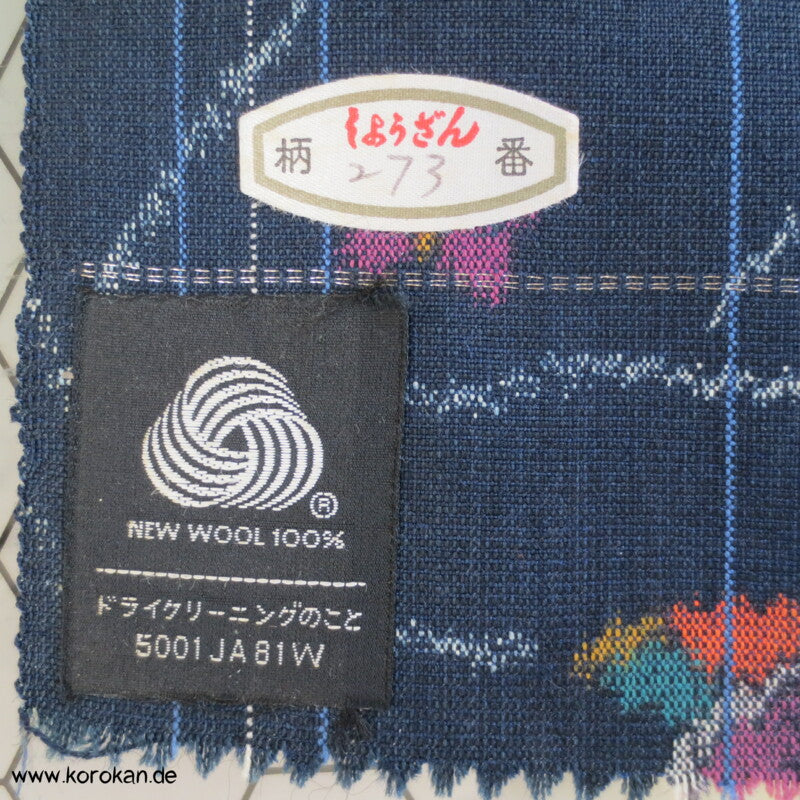 しょうざん
柄 273 番
®
NEW WOOL 100%
ドライクリーニングのこと
5001 JA 81W
www.korokan.de